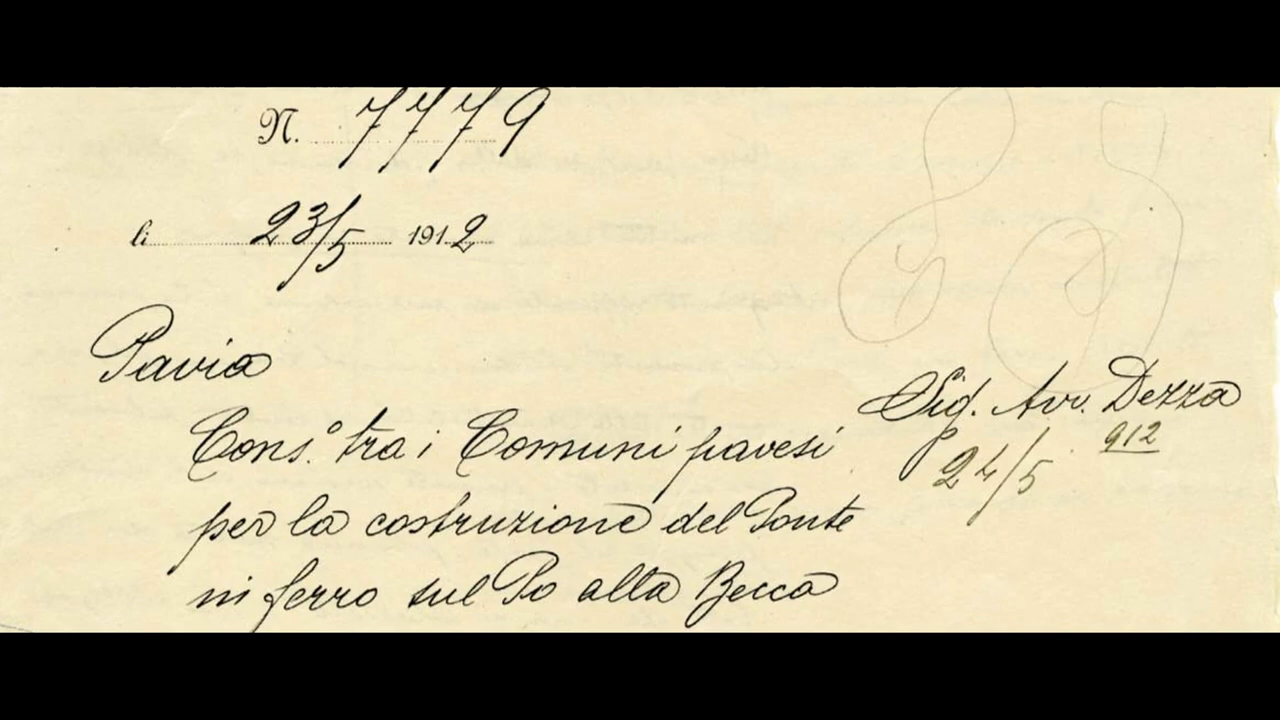 N. 7779
li 23/5 1912
Pavia
Sig. Avv. Dezza
24/5 912
Cons.° tra i Comuni pavesi
per la costruzione del Ponte
in ferro sul Po alla Becca